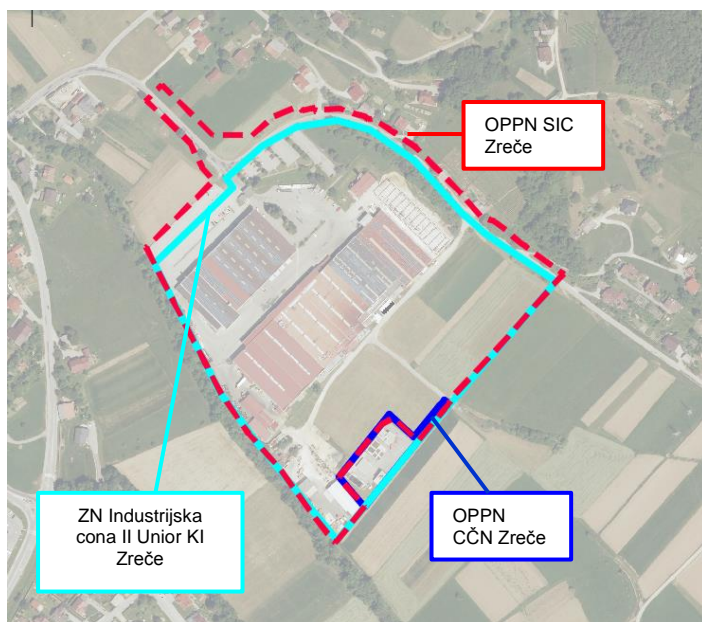 OPPN SIC
Zreče
ZN Industrijska
cona II Unior KI
Zreče
OPPN
CČN Zreče